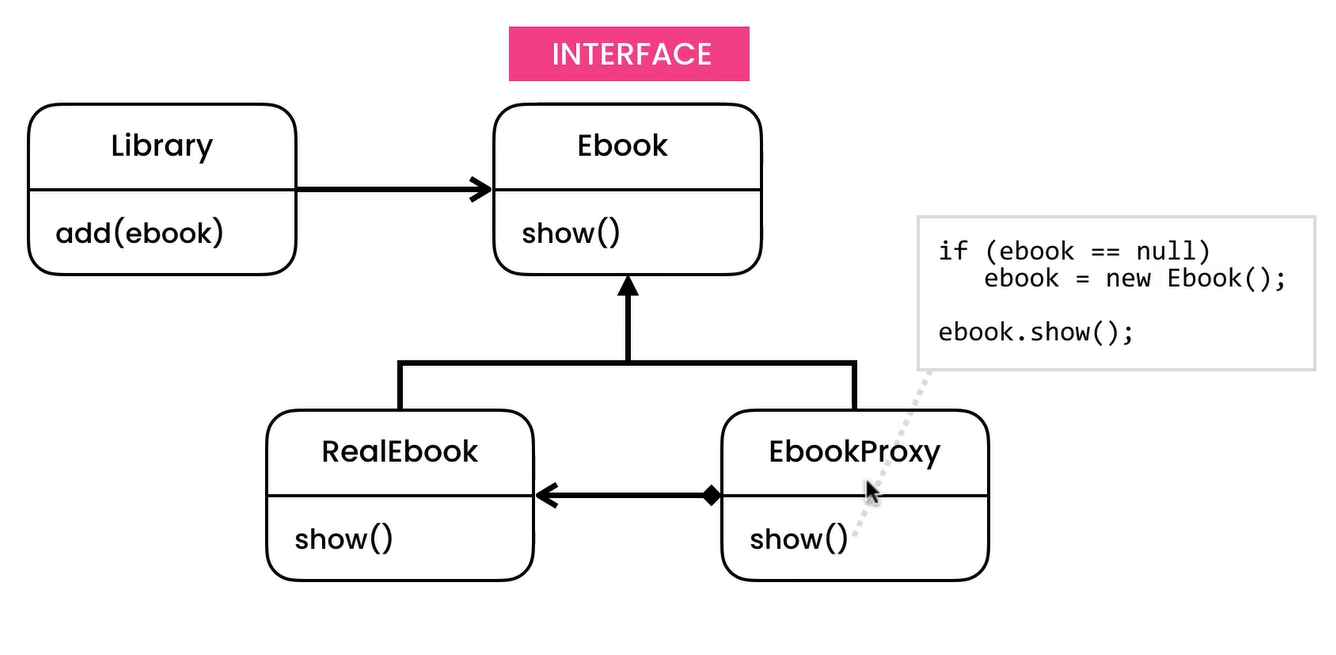 INTERFACE
Library
add(ebook)
Ebook
show()
if (ebook == null)
   ebook = new Ebook();
ebook.show();
RealEbook
show()
EbookProxy
show()